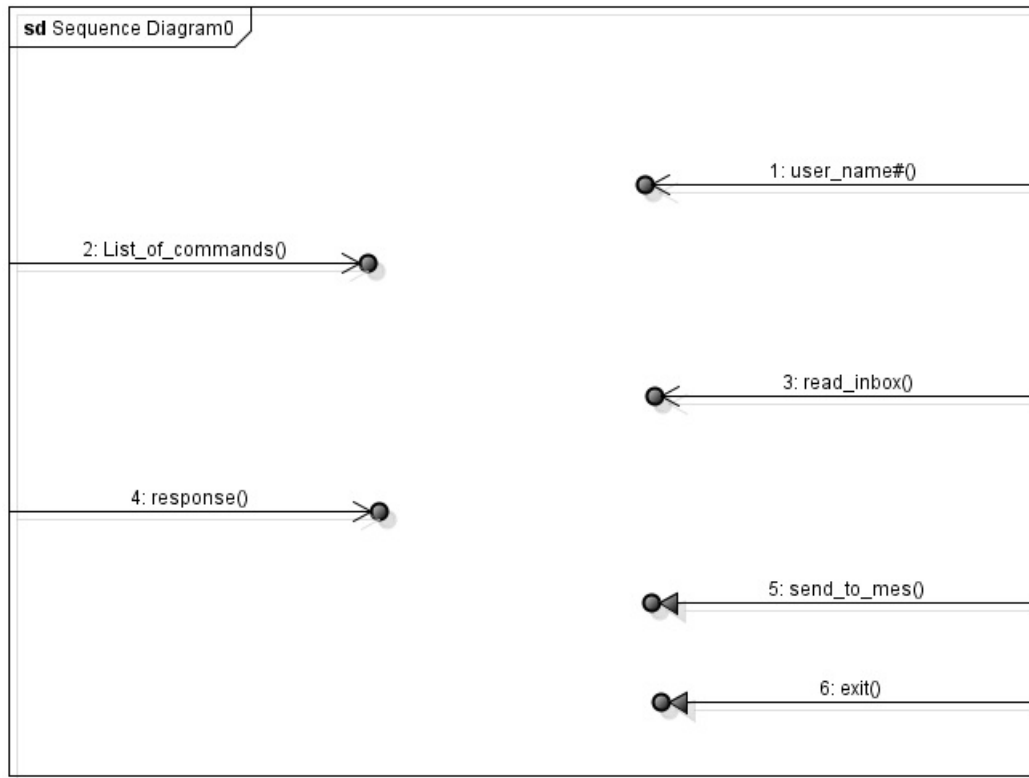 sd Sequence Diagram0
1: user_name#()
2: List_of_commands()
3: read_inbox()
4: response()
5: send_to_mes()
6: exit()